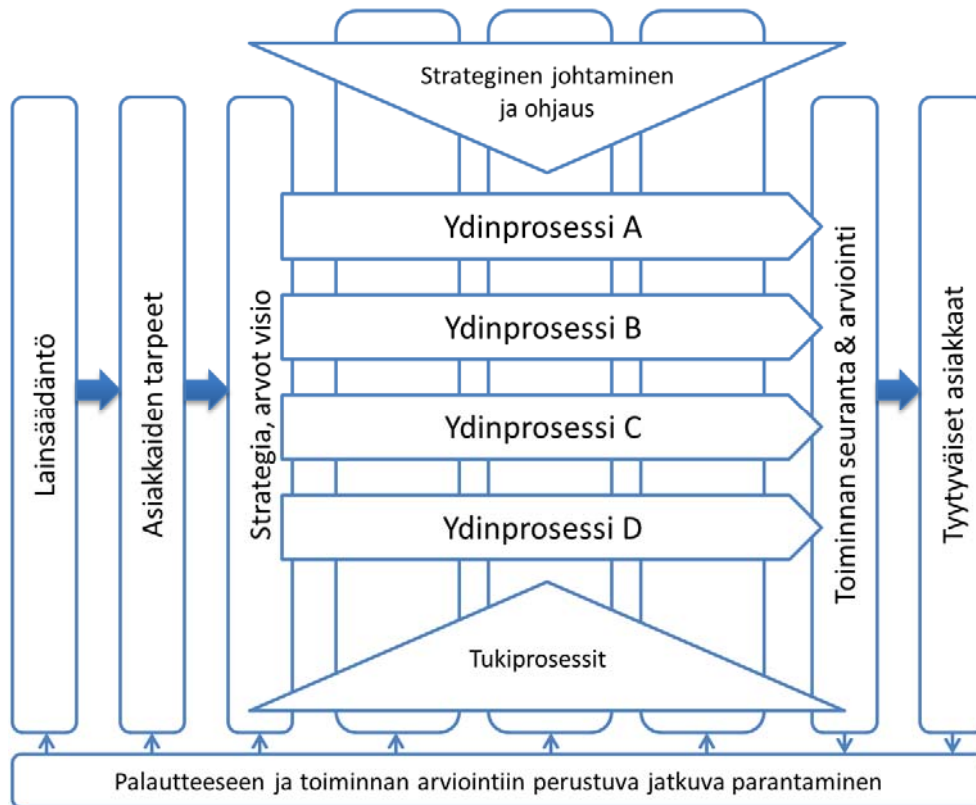 Strateginen johtaminen
ja ohjaus
Lainsäädäntö
Asiakkaiden tarpeet
Strategia, arvot visio
Ydinprosessi A
Ydinprosessi B
Ydinprosessi C
Ydinprosessi D
Tukiprosessit
Toiminnan seuranta & arviointi
Tyytyväiset asiakkaat
Palautteeseen ja toiminnan arviointiin perustuva jatkuva parantaminen